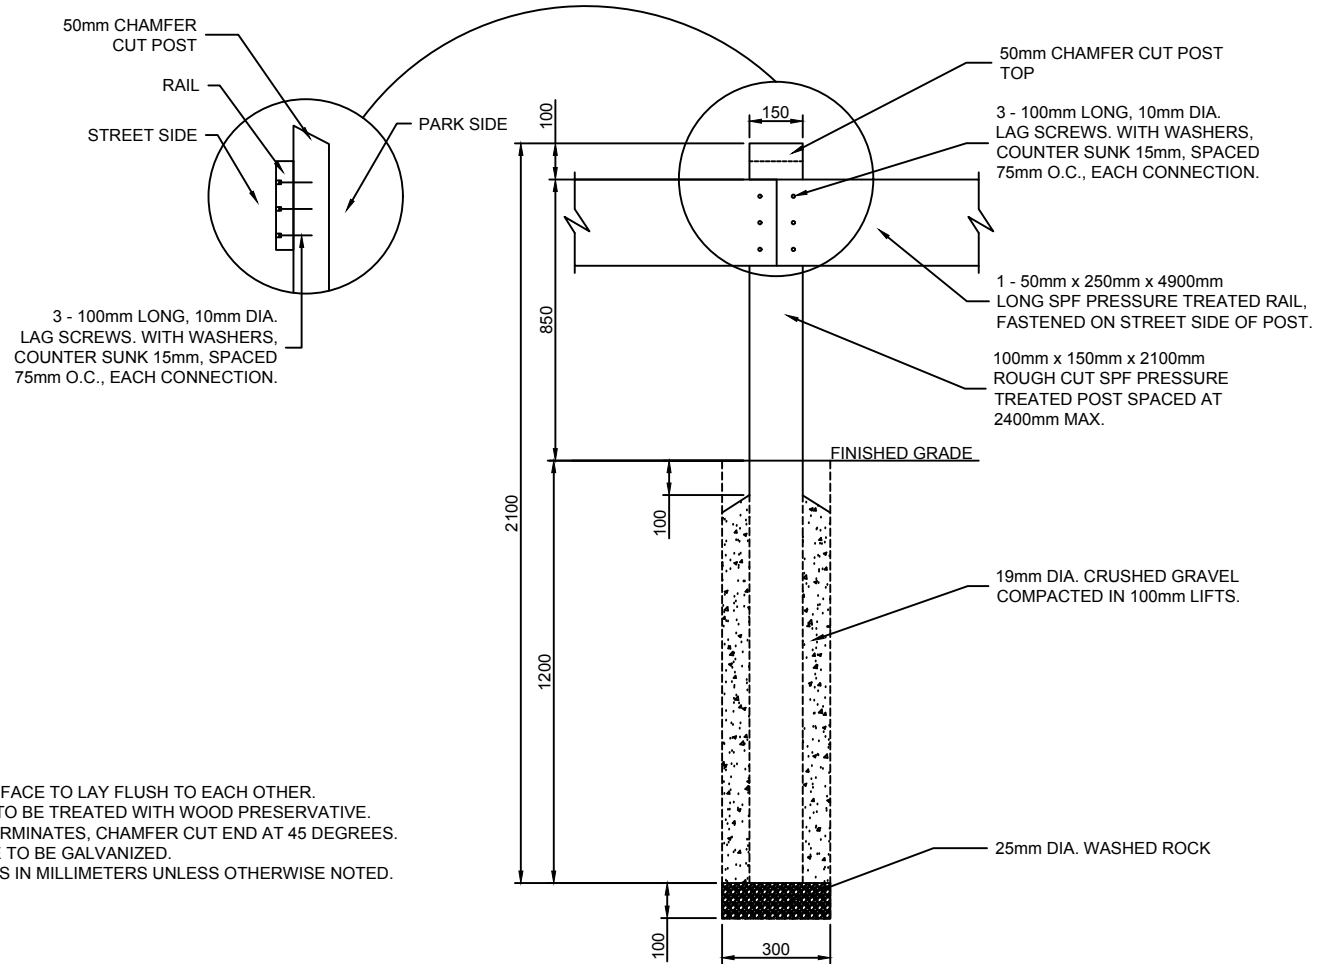 50mm CHAMFER
CUT POST
RAIL
STREET SIDE
PARK SIDE
3 - 100mm LONG, 10mm DIA.
LAG SCREWS. WITH WASHERS,
COUNTER SUNK 15mm, SPACED
75mm O.C., EACH CONNECTION.
100
150
50mm CHAMFER CUT POST
TOP
3 - 100mm LONG, 10mm DIA.
LAG SCREWS. WITH WASHERS,
COUNTER SUNK 15mm, SPACED
75mm O.C., EACH CONNECTION.
1 - 50mm x 250mm x 4900mm
LONG SPF PRESSURE TREATED RAIL,
FASTENED ON STREET SIDE OF POST.
850
100mm x 150mm x 2100mm
ROUGH CUT SPF PRESSURE
TREATED POST SPACED AT
2400mm MAX.
FINISHED GRADE
2100
100
19mm DIA. CRUSHED GRAVEL
COMPACTED IN 100mm LIFTS.
1200
FACE TO LAY FLUSH TO EACH OTHER.
TO BE TREATED WITH WOOD PRESERVATIVE.
RMINATES, CHAMFER CUT END AT 45 DEGREES.
E TO BE GALVANIZED.
S IN MILLIMETERS UNLESS OTHERWISE NOTED.
25mm DIA. WASHED ROCK
100
300